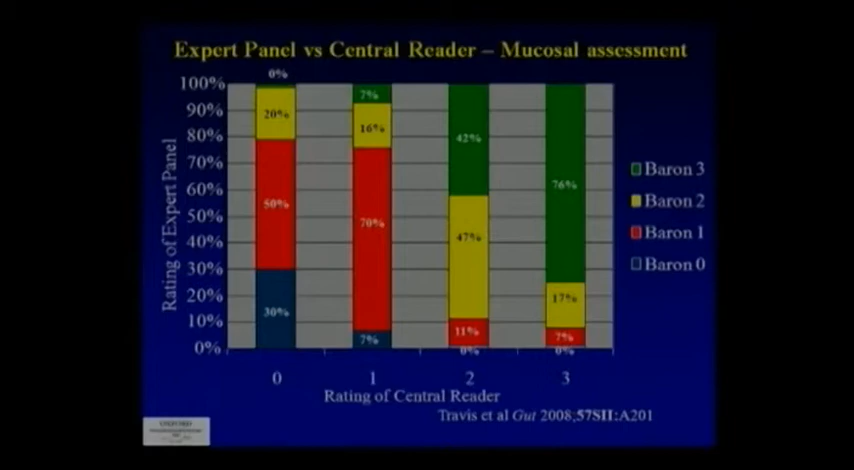 Expert Panel vs Central Reader – Mucosal assessment
0%
100%
90%
80%
70%
60%
50%
40%
30%
20%
10%
0%
Rating of Expert Panel
20%
50%
30%
7%
16%
70%
7%
42%
47%
11%
0%
76%
17%
7%
0%
Baron 3
Baron 2
Baron 1
Baron 0
0 1 2 3
Rating of Central Reader
Travis et al Gut 2008;57SII:A201
OXFORD